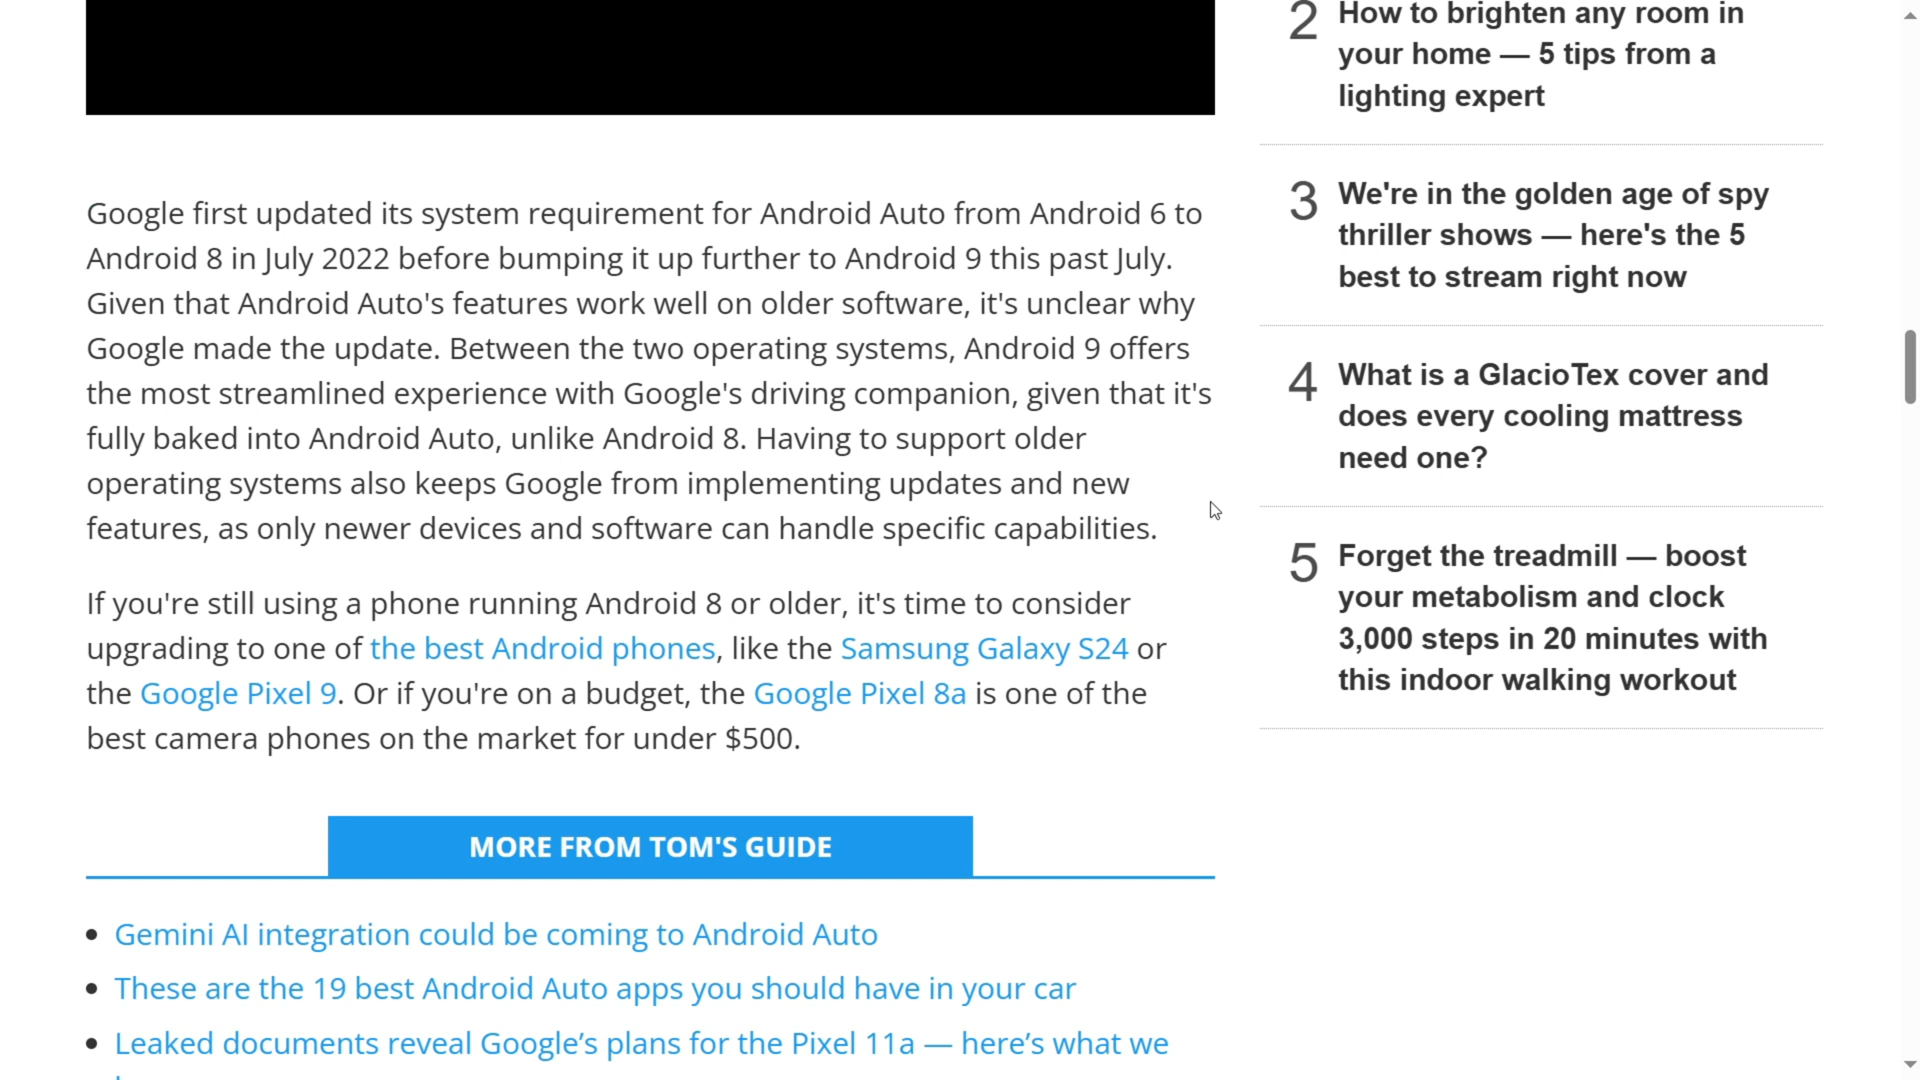 Google first updated its system requirement for Android Auto from Android 6 to
Android 8 in July 2022 before bumping it up further to Android 9 this past July.
Given that Android Auto's features work well on older software, it's unclear why
Google made the update. Between the two operating systems, Android 9 offers
the most streamlined experience with Google's driving companion, given that it's
fully baked into Android Auto, unlike Android 8. Having to support older
operating systems also keeps Google from implementing updates and new
features, as only newer devices and software can handle specific capabilities.
If you're still using a phone running Android 8 or older, it's time to consider
upgrading to one of the best Android phones, like the Samsung Galaxy S24 or
the Google Pixel 9. Or if you're on a budget, the Google Pixel 8a is one of the
best camera phones on the market for under $500.
MORE FROM TOM'S GUIDE
• Gemini AI integration could be coming to Android Auto
• These are the 19 best Android Auto apps you should have in your car
• Leaked documents reveal Google’s plans for the Pixel 11a — here’s what we
2 How to brighten any room in
your home — 5 tips from a
lighting expert
3 We're in the golden age of spy
thriller shows — here's the 5
best to stream right now
4 What is a GlacioTex cover and
does every cooling mattress
need one?
5 Forget the treadmill — boost
your metabolism and clock
3,000 steps in 20 minutes with
this indoor walking workout